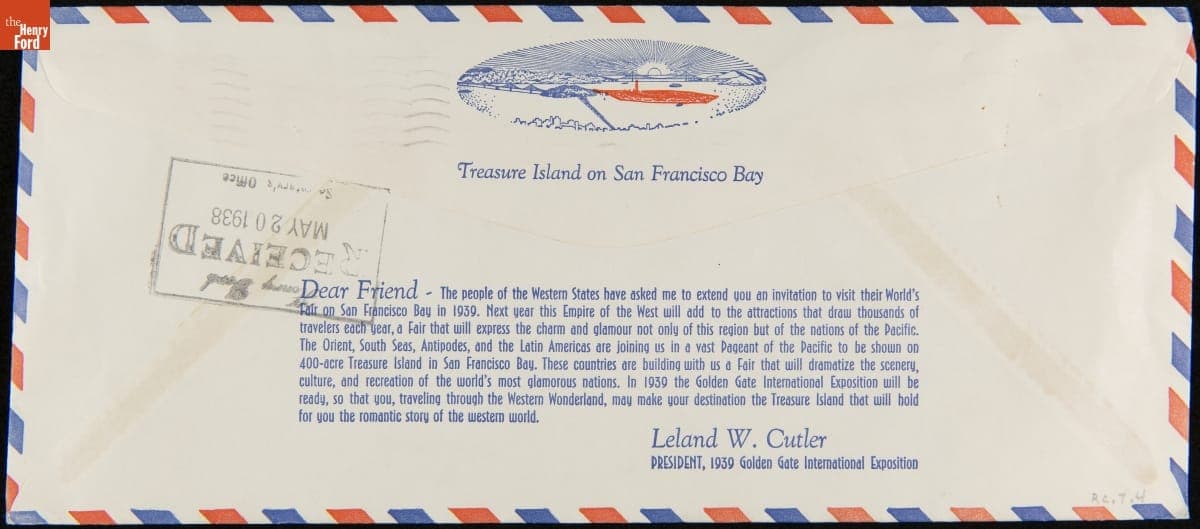 the
Henry
Ford
Treasure Island on San Francisco Bay
Secretary's Office
MAY 20 1938
RECEIVED
Henry Ford
Dear Friend - The people of the Western States have asked me to extend you an invitation to visit their World's
Fair on San Francisco Bay in 1939. Next year this Empire of the West will add to the attractions that draw thousands of
travelers each year, a Fair that will express the charm and glamour not only of this region but of the nations of the Pacific.
The Orient, South Seas, Antipodes, and the Latin Americas are joining us in a vast Pageant of the Pacific to be shown on
400-acre Treasure Island in San Francisco Bay. These countries are building with us a Fair that will dramatize the scenery,
culture, and recreation of the world's most glamorous nations. In 1939 the Golden Gate International Exposition will be
ready, so that you, traveling through the Western Wonderland, may make your destination the Treasure Island that will hold
for you the romantic story of the western world.
Leland W. Cutler
PRESIDENT, 1939 Golden Gate International Exposition
R.C.T.4